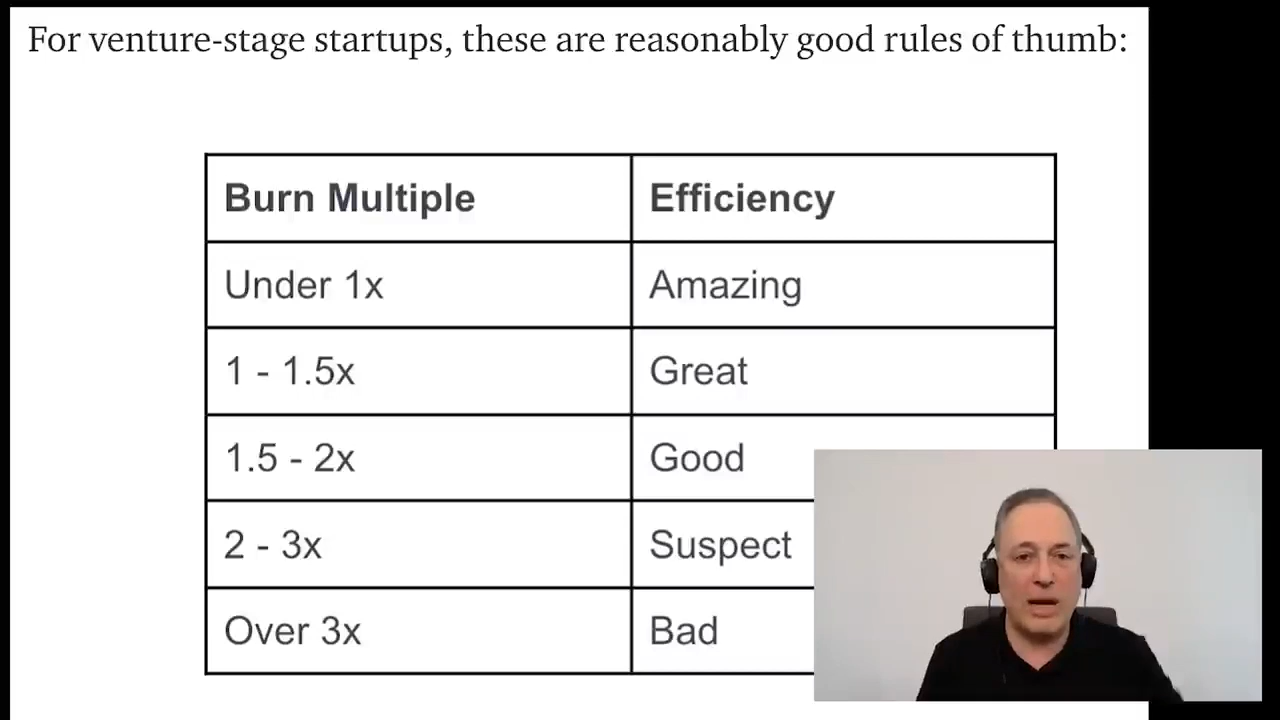 For venture-stage startups, these are reasonably good rules of thumb:
Burn Multiple Efficiency
Under 1x Amazing
1 - 1.5x Great
1.5 - 2x Good
2 - 3x Suspect
Over 3x Bad